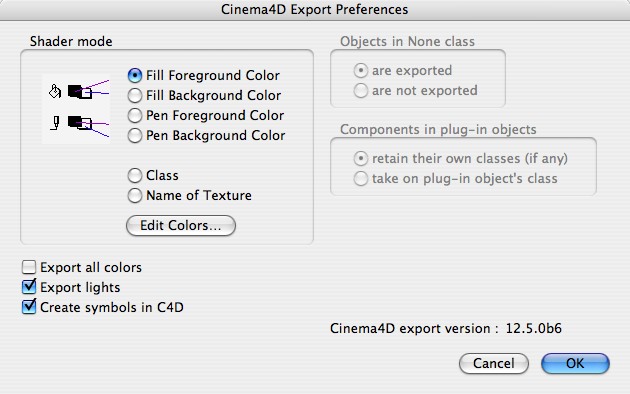 Cinema4D Export Preferences
Shader mode
Fill Foreground Color
Fill Background Color
Pen Foreground Color
Pen Background Color
Class
Name of Texture
Edit Colors...
Objects in None class
are exported
are not exported
Components in plug-in objects
retain their own classes (if any)
take on plug-in object's class
Export all colors
Export lights
Create symbols in C4D
Cinema4D export version : 12.5.0b6
Cancel
OK